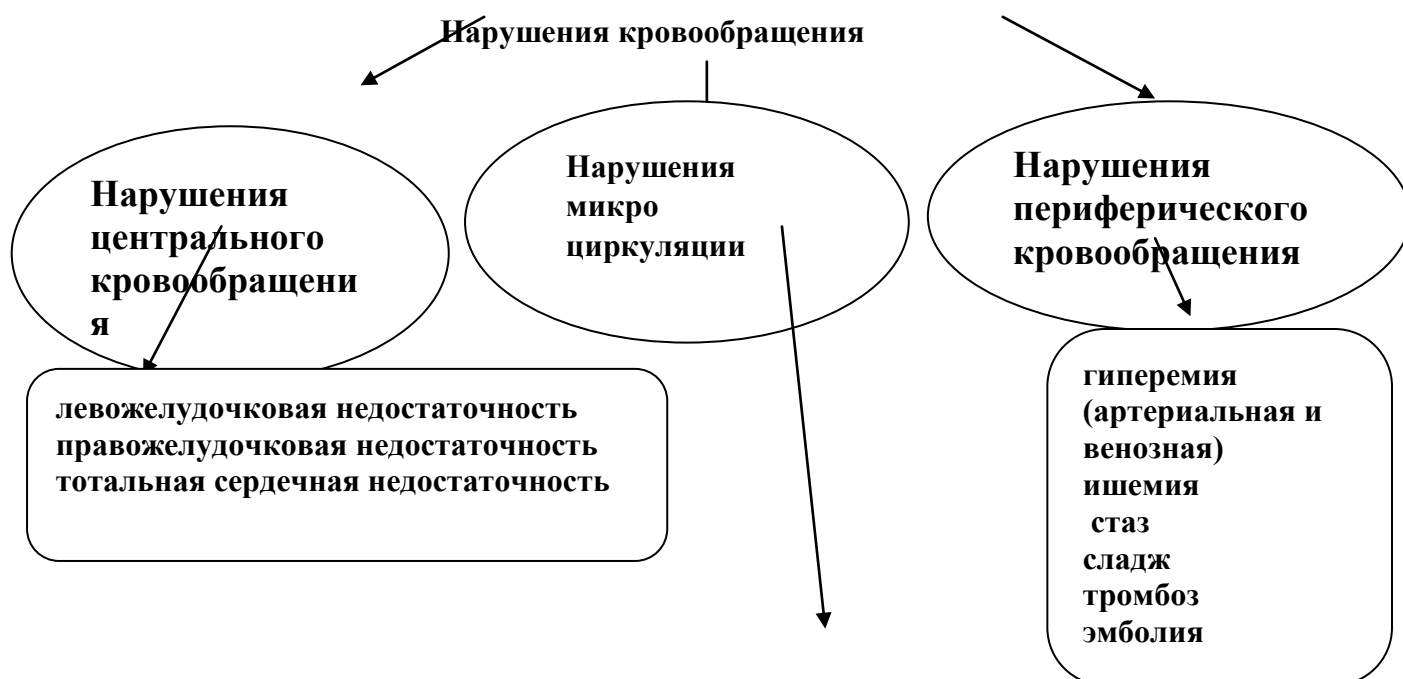 Нарушения кровообращения
Нарушения
центрального
кровообращени
я
Нарушения
микро
циркуляции
Нарушения
периферического
кровообращения
левожелудочковая недостаточность
правожелудочковая недостаточность
тотальная сердечная недостаточность
гиперемия
(артериальная и
венозная)
ишемия
стаз
сладж
тромбоз
эмболия